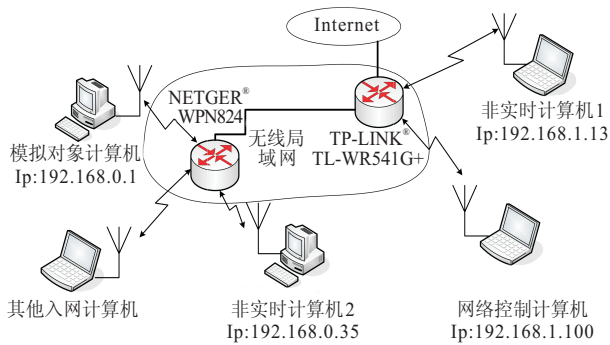 Internet
NETGER®
WPN824
无线局
域网
TP-LINK®
TL-WR541G+
模拟对象计算机
Ip:192.168.0.1
非实时计算机1
Ip:192.168.1.13
其他入网计算机
非实时计算机2
Ip:192.168.0.35
网络控制计算机
Ip:192.168.1.100